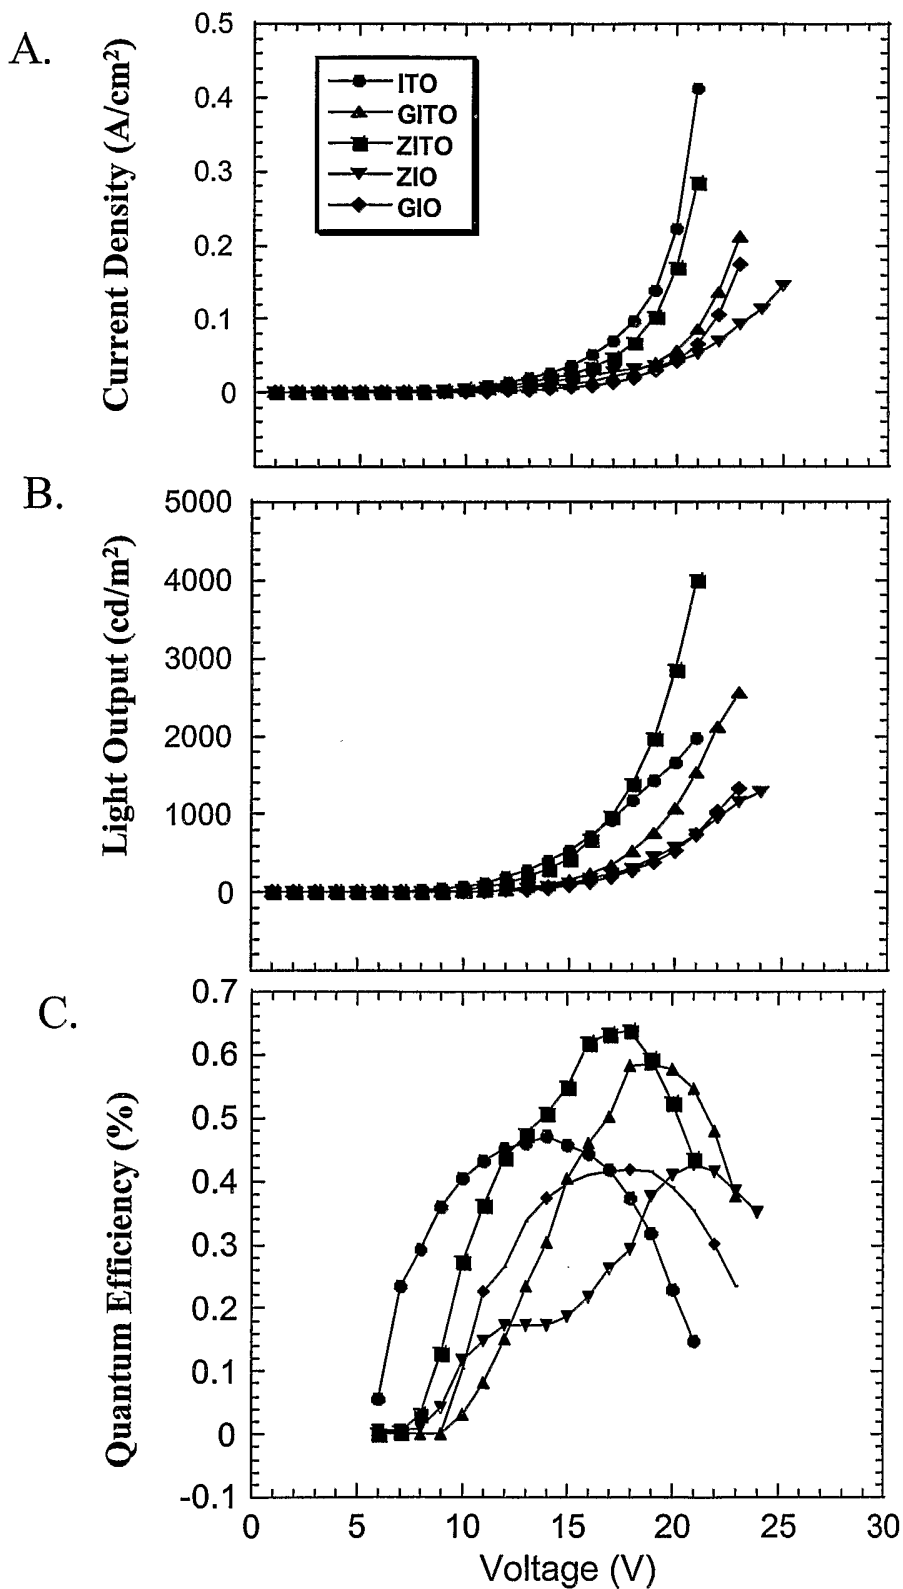 A.
Current Density (A/cm²)
0.5
0.4
0.3
0.2
0.1
0
ITO
GITO
ZITO
ZIO
GIO
B.
Light Output (cd/m²)
5000
4000
3000
2000
1000
0
C.
Quantum Efficiency (%)
0.7
0.6
0.5
0.4
0.3
0.2
0.1
0
-0.1
0 5 10 15 20 25 30
Voltage (V)